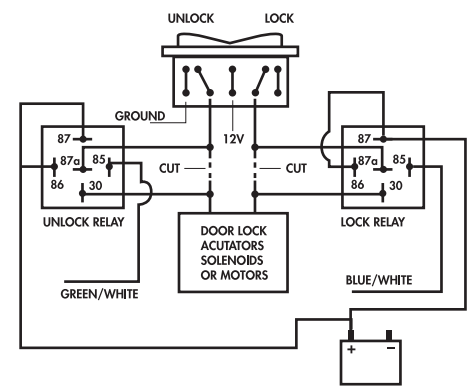 UNLOCK LOCK
GROUND
12V
87
87
87a 85
87a 85
CUT
CUT
86 30
86 30
UNLOCK RELAY
LOCK RELAY
DOOR LOCK
ACUTATORS
SOLENOIDS
OR MOTORS
GREEN/WHITE
BLUE/WHITE
+ −